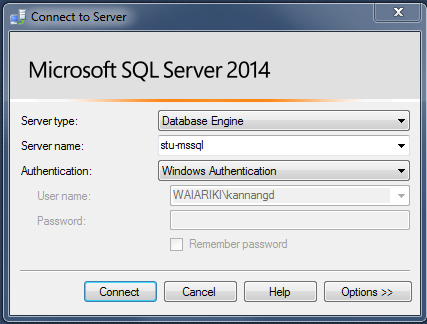 Connect to Server
Microsoft SQL Server 2014
Server type: Database Engine
Server name: stu-mssql
Authentication: Windows Authentication
User name: WAIARIKI\kannangd
Password:
Remember password
Connect Cancel Help Options >>